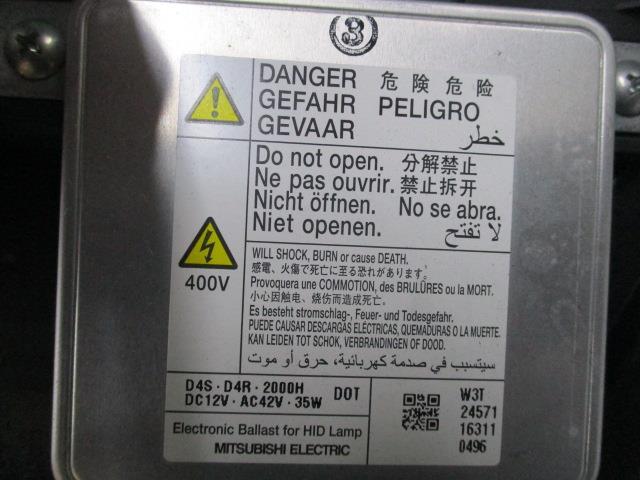 3
DANGER 危険 危险
GEFAHR PELIGRO
GEVAAR خطر
Do not open. 分解禁止
Ne pas ouvrir. 禁止拆开
Nicht öffnen. No se abra.
Niet openen. لا تفتح
400V
WILL SHOCK, BURN or cause DEATH.
感電、火傷で死亡に至る恐れがあります。
Provoquera une COMMOTION, des BRULÛRES ou la MORT.
小心因触电、烧伤而造成死亡。
Es besteht stromschlag-, Feuer- und Todesgefahr.
PUEDE CAUSAR DESCARGAS ELÉCTRICAS, QUEMADURAS O LA MUERTE.
KAN LEIDEN TOT SCHOK, VERBRANDINGEN OF DOOD.
سيتسبب في صدمة كهربائية، حرق أو موت
D4S · D4R · 2000H DOT
DC12V · AC42V · 35W
Electronic Ballast for HID Lamp
MITSUBISHI ELECTRIC
W3T
24571
16311
0496